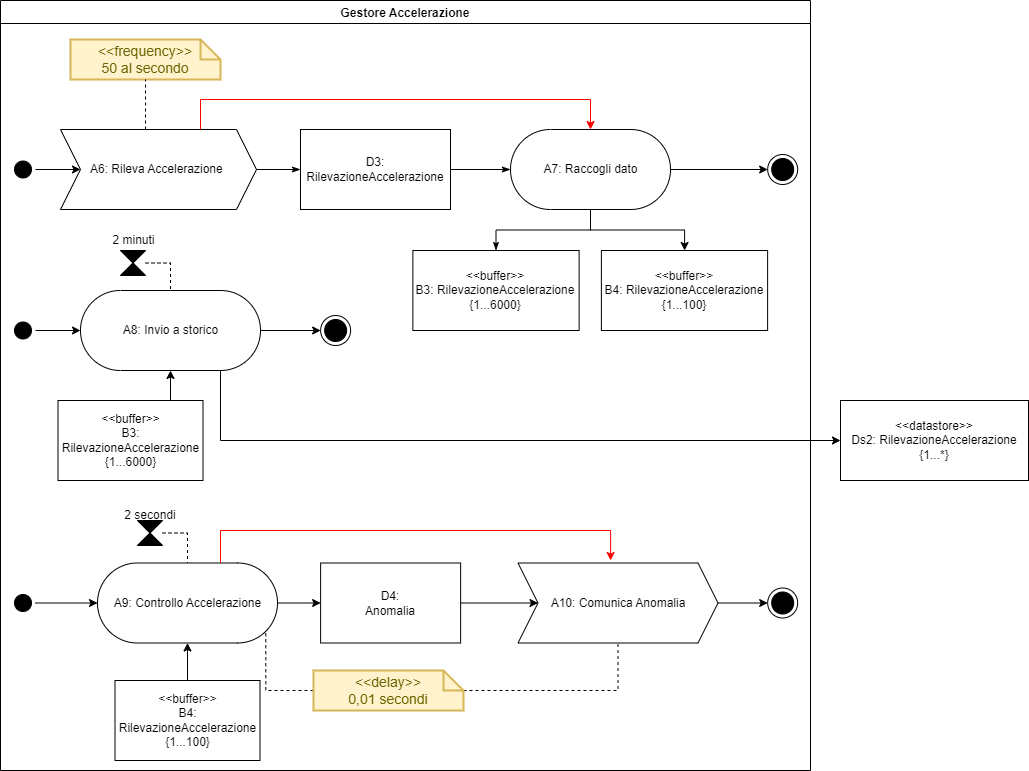 Gestore Accelerazione
<<frequency>>
50 al secondo
A6: Rileva Accelerazione
D3:
RilevazioneAccelerazione
A7: Raccogli dato
2 minuti
<<buffer>>
B3: RilevazioneAccelerazione
{1...6000}
<<buffer>>
B4: RilevazioneAccelerazione
{1...100}
A8: Invio a storico
<<buffer>>
B3:
RilevazioneAccelerazione
{1...6000}
<<datastore>>
Ds2: RilevazioneAccelerazione
{1...*}
2 secondi
A9: Controllo Accelerazione
D4:
Anomalia
A10: Comunica Anomalia
<<delay>>
0,01 secondi
<<buffer>>
B4:
RilevazioneAccelerazione
{1...100}